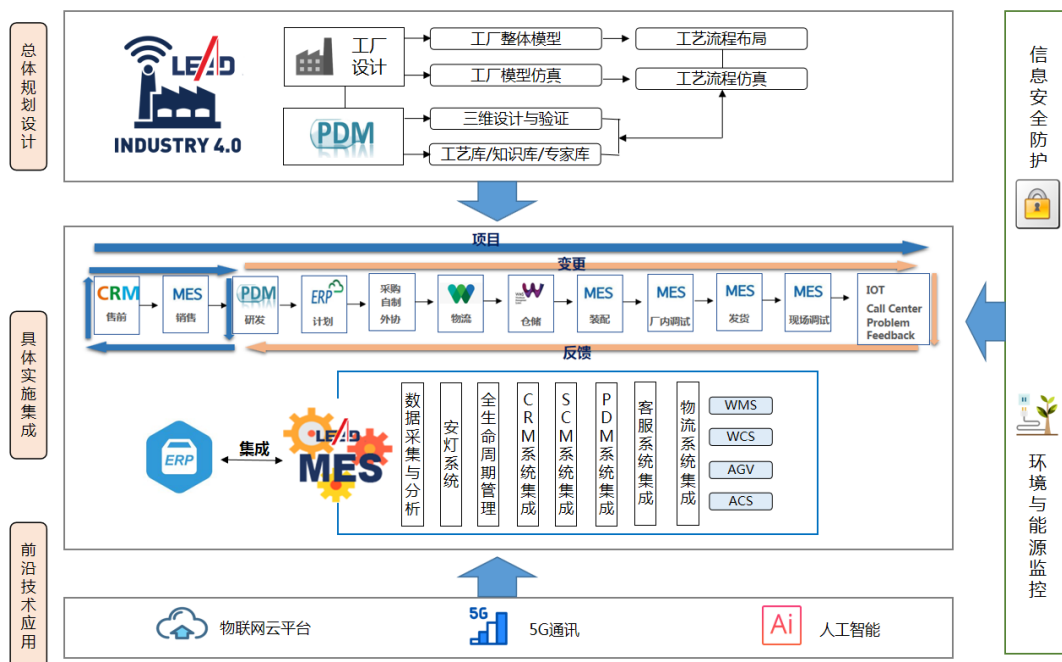 总体规划设计
LEAD
INDUSTRY 4.0
工厂
设计
工厂整体模型
工艺流程布局
工厂模型仿真
工艺流程仿真
PDM
三维设计与验证
工艺库/知识库/专家库
具体实施集成
项目
变更
CRM
售前
MES
销售
PDM
研发
ERP
计划
采购
自制
外协
物流
仓储
MES
装配
MES
厂内调试
MES
发货
MES
现场调试
IOT
Call Center
Problem
Feedback
反馈
ERP
集成
LEAD
MES
数据采集与分析
安灯系统
全生命周期管理
CRM系统集成
SCM系统集成
PDM系统集成
客服系统集成
物流系统集成
WMS
WCS
AGV
ACS
前沿技术应用
物联网云平台
5G
5G通讯
Ai
人工智能
信息安全防护
环境与能源监控